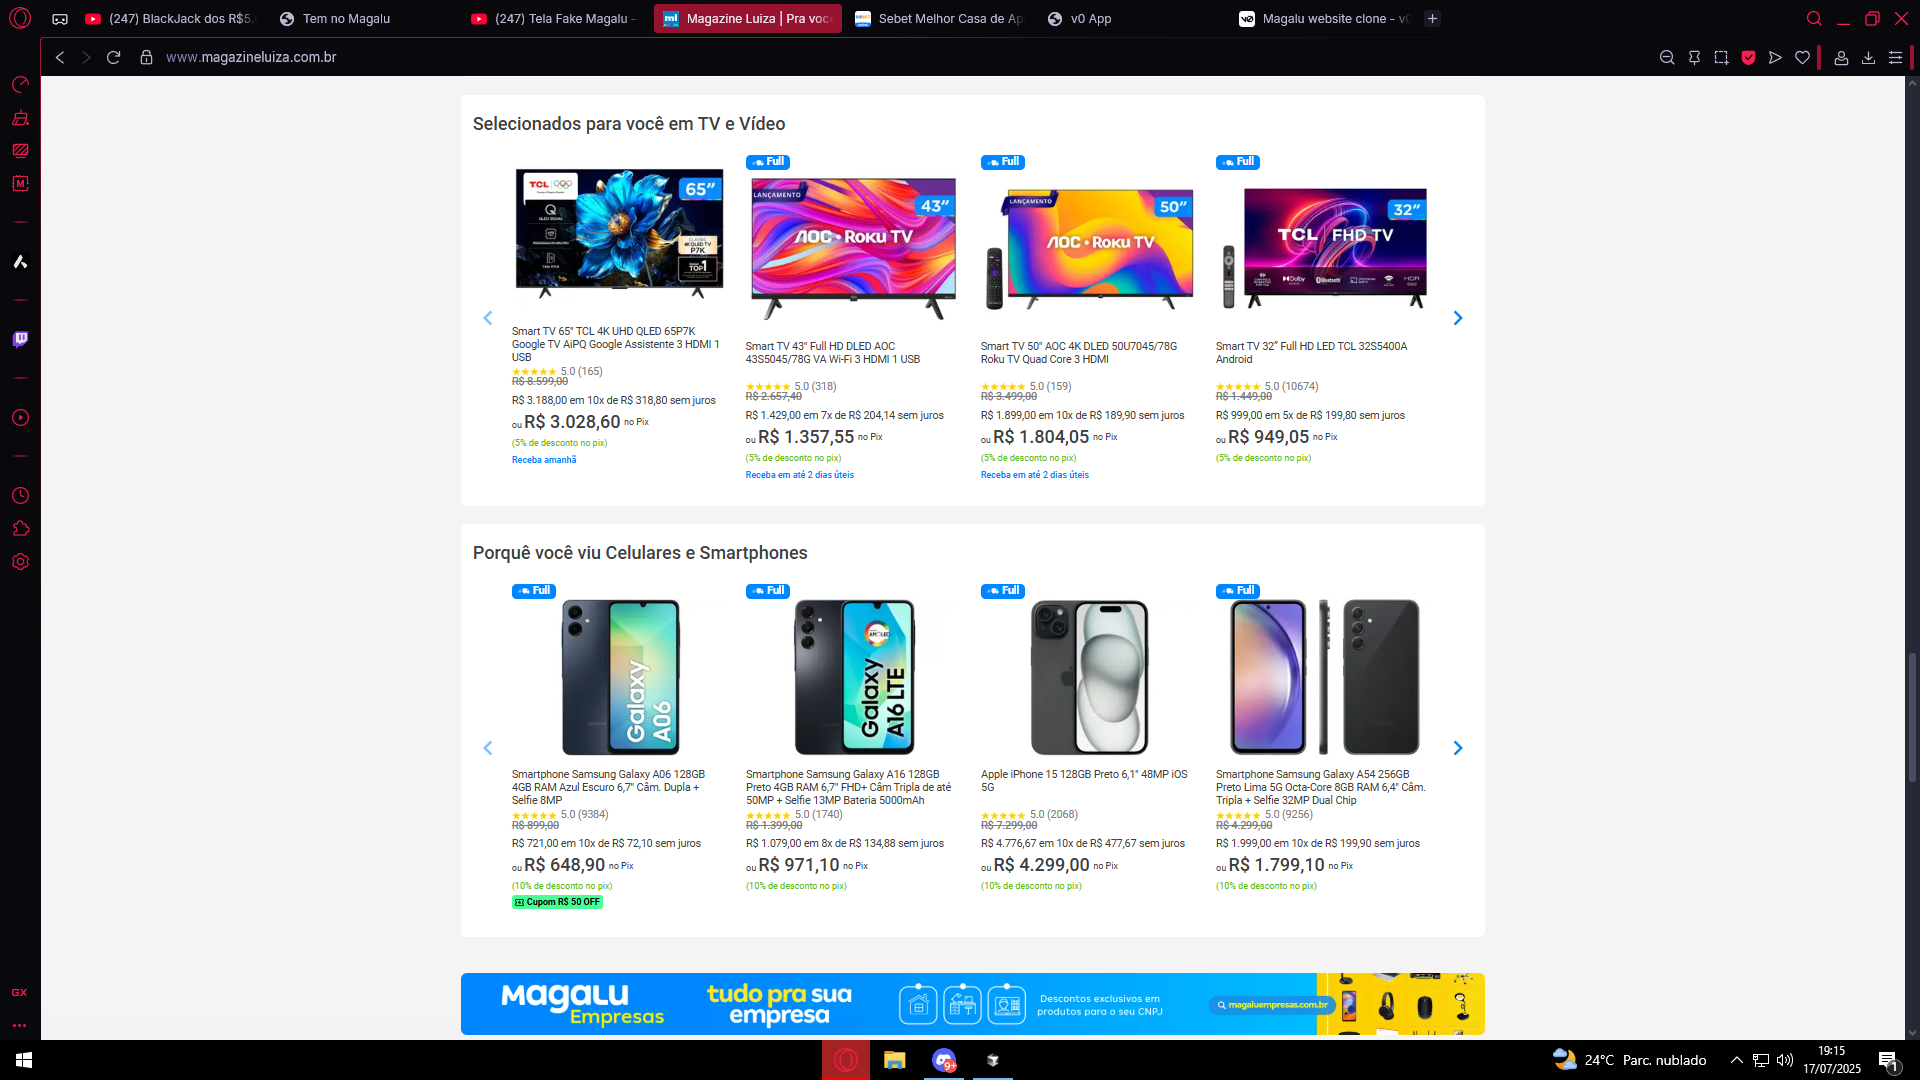 (247) BlackJack dos R$5.
Tem no Magalu
(247) Tela Fake Magalu -
Magazine Luiza | Pra você
Sebet Melhor Casa de Ap
v0 App
Magalu website clone - v0
www.magazineluiza.com.br
Selecionados para você em TV e Vídeo
TCL
65”
QLED
CLASSIC
4K QLED TV
P7K
TOP1
Smart TV 65" TCL 4K UHD QLED 65P7K
Google TV AiPQ Google Assistente 3 HDMI 1
USB
5.0 (165)
R$ 8.599,00
R$ 3.188,00 em 10x de R$ 318,80 sem juros
ou R$ 3.028,60 no Pix
(5% de desconto no pix)
Receba amanhã
Full
LANÇAMENTO
43”
AOC • Roku TV
Smart TV 43" Full HD DLED AOC
43S5045/78G VA Wi-Fi 3 HDMI 1 USB
5.0 (318)
R$ 2.657,40
R$ 1.429,00 em 7x de R$ 204,14 sem juros
ou R$ 1.357,55 no Pix
(5% de desconto no pix)
Receba em até 2 dias úteis
Full
LANÇAMENTO
50”
AOC • Roku TV
Smart TV 50" AOC 4K DLED 50U7045/78G
Roku TV Quad Core 3 HDMI
5.0 (159)
R$ 3.499,00
R$ 1.899,00 em 10x de R$ 189,90 sem juros
ou R$ 1.804,05 no Pix
(5% de desconto no pix)
Receba em até 2 dias úteis
Full
32”
TCL FHD TV
Dolby
Bluetooth
HDR
Smart TV 32” Full HD LED TCL 32S5400A
Android
5.0 (10674)
R$ 1.449,00
R$ 999,00 em 5x de R$ 199,80 sem juros
ou R$ 949,05 no Pix
(5% de desconto no pix)
Porquê você viu Celulares e Smartphones
Full
Galaxy
A06
Smartphone Samsung Galaxy A06 128GB
4GB RAM Azul Escuro 6,7" Câm. Dupla +
Selfie 8MP
5.0 (9384)
R$ 899,00
R$ 721,00 em 10x de R$ 72,10 sem juros
ou R$ 648,90 no Pix
(10% de desconto no pix)
Cupom R$ 50 OFF
Full
AMOLED
Galaxy
A16 LTE
Smartphone Samsung Galaxy A16 128GB
Preto 4GB RAM 6,7" FHD+ Câm Tripla de até
50MP + Selfie 13MP Bateria 5000mAh
5.0 (1740)
R$ 1.399,00
R$ 1.079,00 em 8x de R$ 134,88 sem juros
ou R$ 971,10 no Pix
(10% de desconto no pix)
Full
Apple iPhone 15 128GB Preto 6,1" 48MP iOS
5G
5.0 (2068)
R$ 7.299,00
R$ 4.776,67 em 10x de R$ 477,67 sem juros
ou R$ 4.299,00 no Pix
(10% de desconto no pix)
Full
Smartphone Samsung Galaxy A54 256GB
Preto Lima 5G Octa-Core 8GB RAM 6,4" Câm.
Tripla + Selfie 32MP Dual Chip
5.0 (9256)
R$ 4.299,00
R$ 1.999,00 em 10x de R$ 199,90 sem juros
ou R$ 1.799,10 no Pix
(10% de desconto no pix)
Magalu
Empresas
tudo pra sua
empresa
Descontos exclusivos em
produtos para o seu CNPJ
magaluempresas.com.br
GX
9+
24°C Parc. nublado
19:15
17/07/2025
1